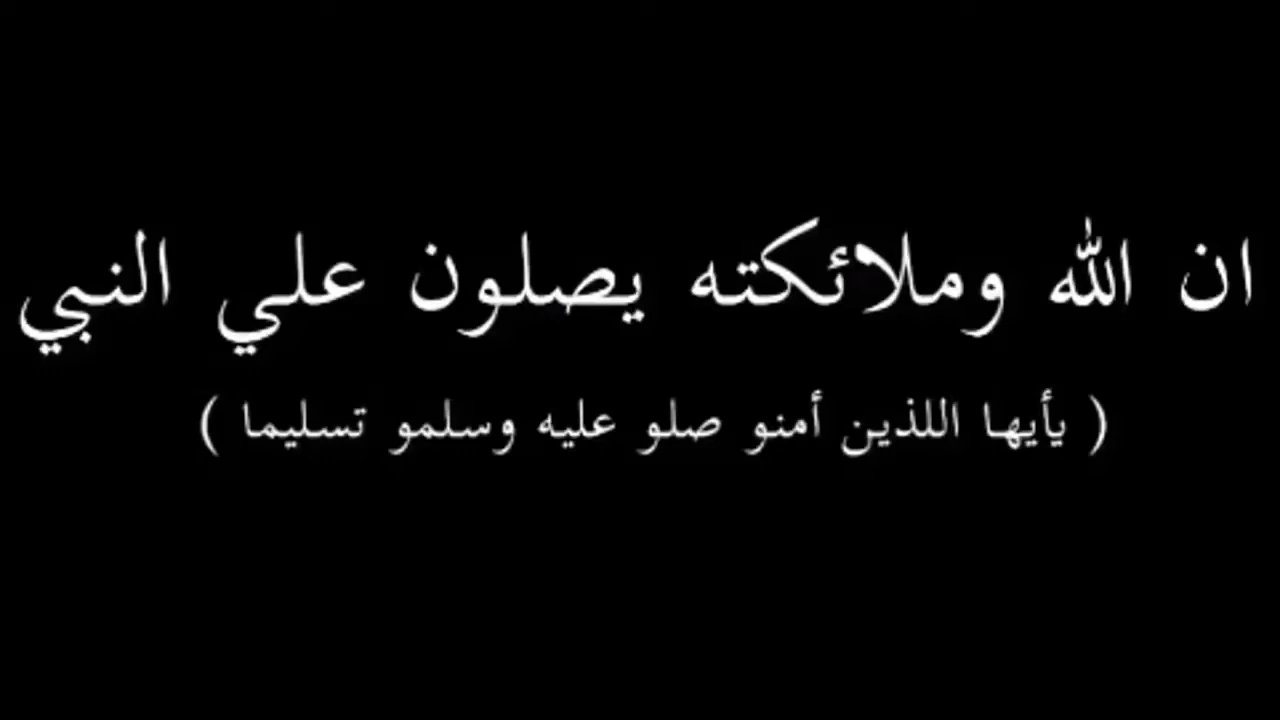 ان الله وملائكته يصلون علي النبي
( يأيها اللذين أمنو صلو عليه وسلمو تسليما )